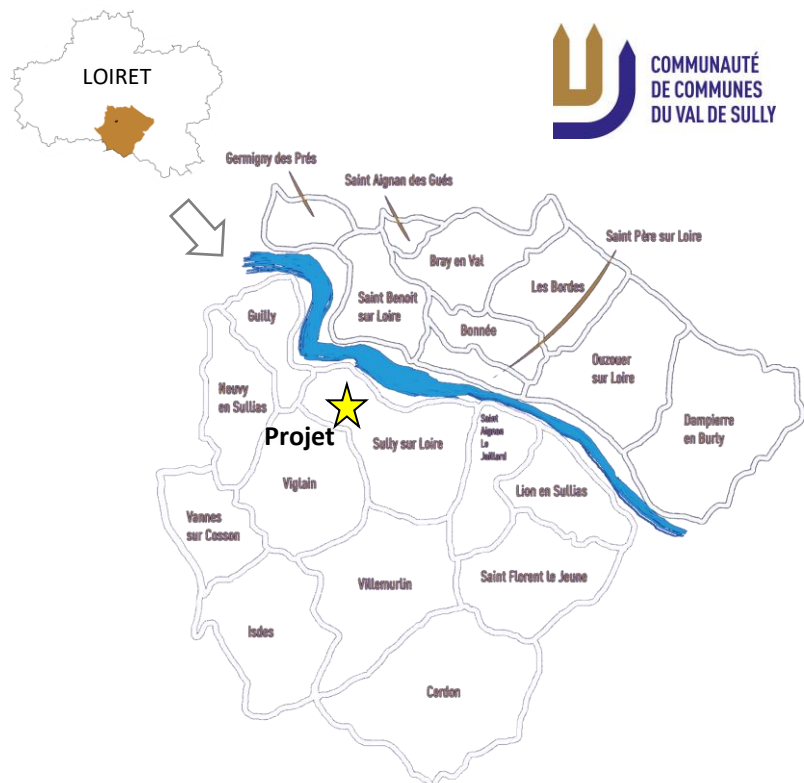 LOIRET
COMMUNAUTÉ
DE COMMUNES
DU VAL DE SULLY
Germigny des Prés
Saint Aignan des Gués
Saint Père sur Loire
Bray en Val
Les Bordes
Saint Benoit
sur Loire
Guilly
Bonnée
Ouzouer
sur Loire
Neuvy
en Sullias
Dampierre
en Burly
Projet
Sully sur Loire
Saint
Aignan
Le
Jaillard
Viglain
Lion en Sullias
Vannes
sur Cosson
Villemurlin
Saint Florent le Jeune
Isdes
Cerdon